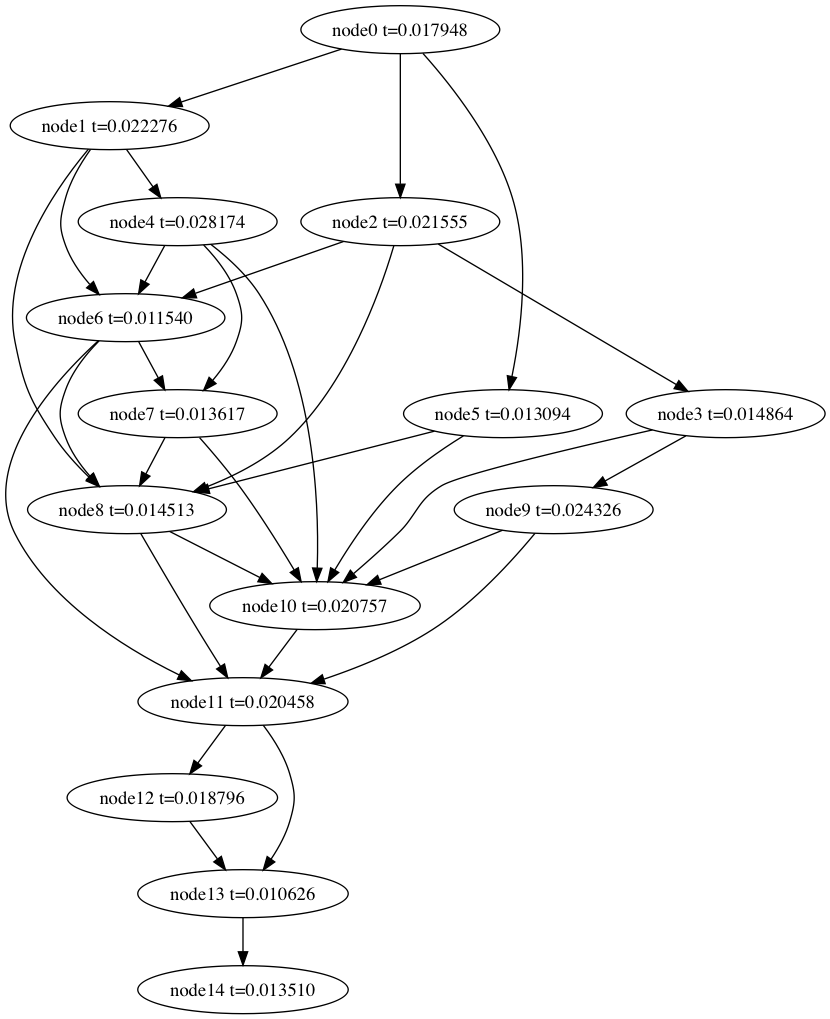 node0 t=0.017948
node1 t=0.022276
node4 t=0.028174
node2 t=0.021555
node6 t=0.011540
node7 t=0.013617
node5 t=0.013094
node3 t=0.014864
node8 t=0.014513
node9 t=0.024326
node10 t=0.020757
node11 t=0.020458
node12 t=0.018796
node13 t=0.010626
node14 t=0.013510